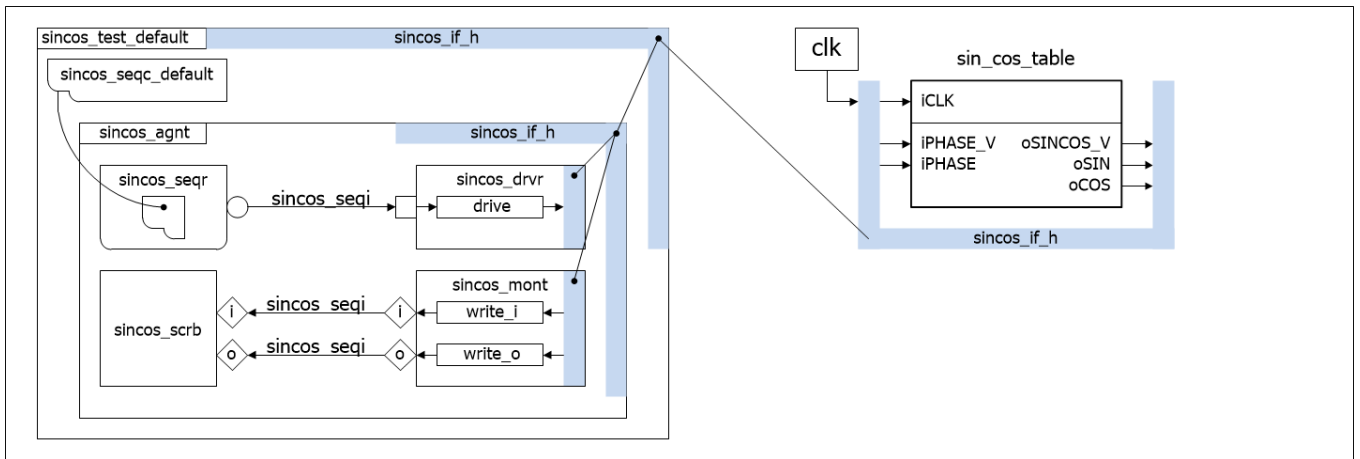 sincos_test_default
sincos_if_h
sincos_seqc_default
sincos_agnt
sincos_if_h
sincos_seqr
sincos_seqi
sincos_drvr
drive
sincos_scrb
i
sincos_seqi
i
o
sincos_seqi
o
sincos_mont
write_i
write_o
clk
sin_cos_table
iCLK
iPHASE_V
oSINCOS_V
iPHASE
oSIN
oCOS
sincos_if_h